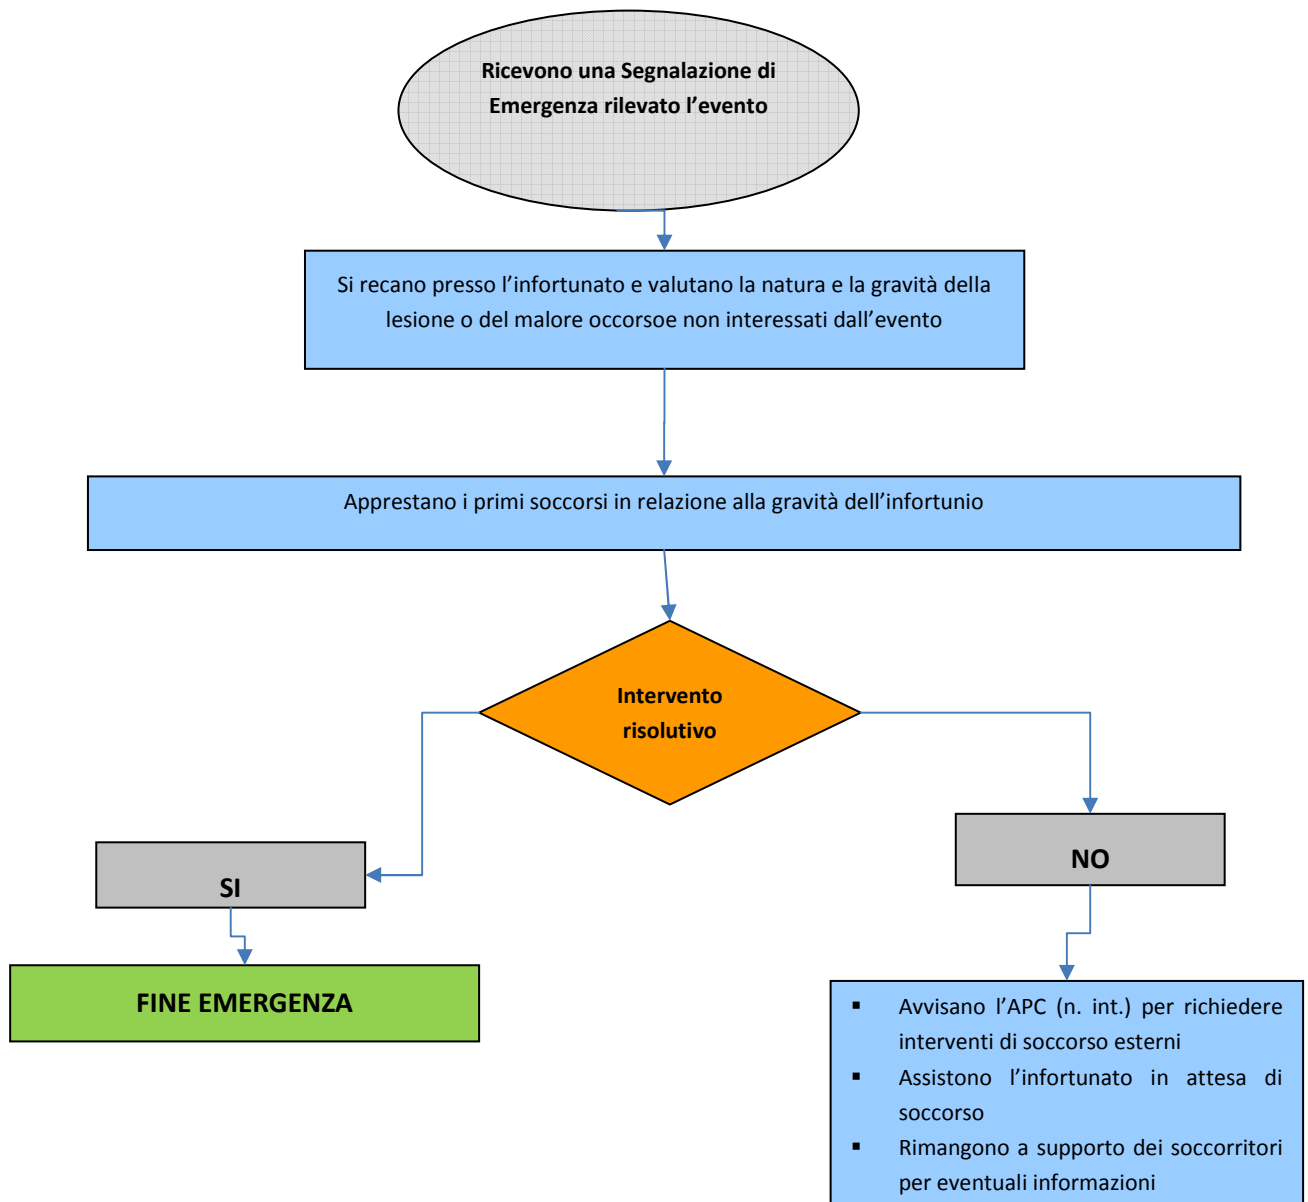 Ricevono una Segnalazione di
Emergenza rilevato l’evento
Si recano presso l’infortunato e valutano la natura e la gravità della
lesione o del malore occorsoe non interessati dall’evento
Apprestano i primi soccorsi in relazione alla gravità dell’infortunio
Intervento
risolutivo
SI
NO
FINE EMERGENZA
▪ Avvisano l’APC (n. int.) per richiedere
interventi di soccorso esterni
▪ Assistono l’infortunato in attesa di
soccorso
▪ Rimangono a supporto dei soccorritori
per eventuali informazioni